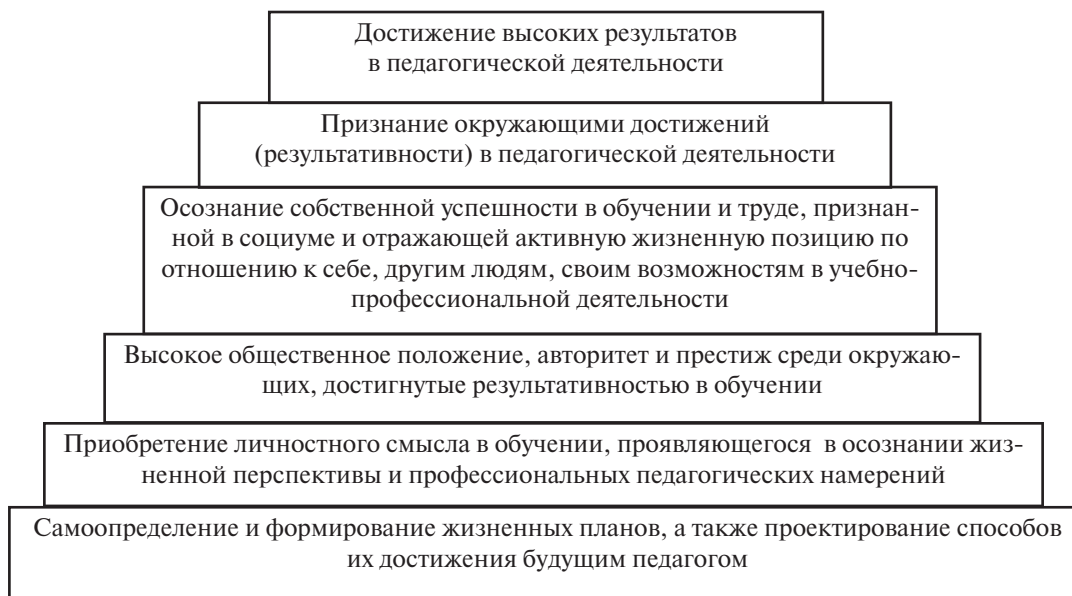 Достижение высоких результатов
в педагогической деятельности
Признание окружающими достижений
(результативности) в педагогической деятельности
Осознание собственной успешности в обучении и труде, признан-
ной в социуме и отражающей активную жизненную позицию по
отношению к себе, другим людям, своим возможностям в учебно-
профессиональной деятельности
Высокое общественное положение, авторитет и престиж среди окружаю-
щих, достигнутые результативностью в обучении
Приобретение личностного смысла в обучении, проявляющегося в осознании жиз-
ненной перспективы и профессиональных педагогических намерений
Самоопределение и формирование жизненных планов, а также проектирование способов
их достижения будущим педагогом